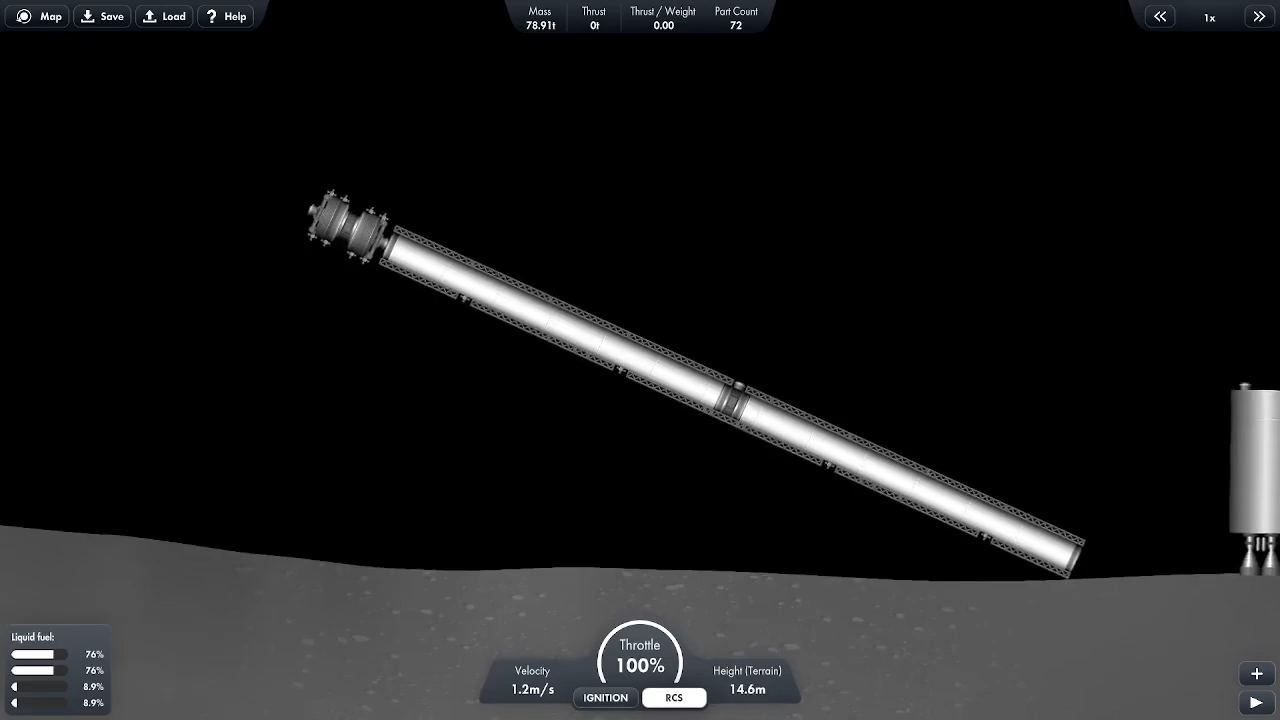 Map Save Load Help
Mass Thrust Thrust / Weight Part Count
78.91t 0t 0.00 72
1x
Liquid fuel:
76%
76%
8.9%
8.9%
Throttle
100%
Velocity
1.2m/s
Height (Terrain)
14.6m
IGNITION RCS